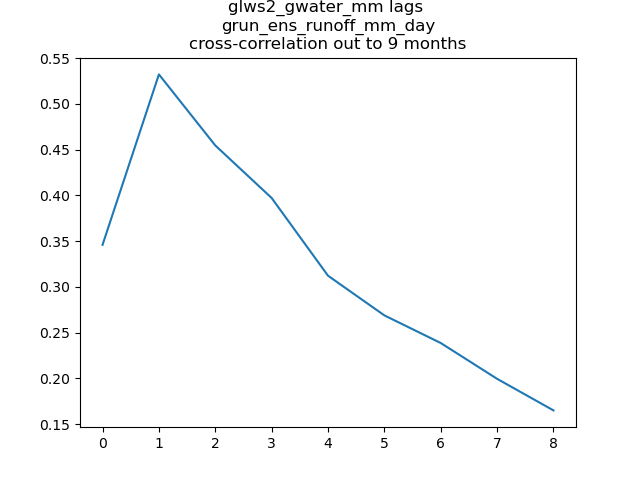 glws2_gwater_mm lags
grun_ens_runoff_mm_day
cross-correlation out to 9 months
0.55
0.50
0.45
0.40
0.35
0.30
0.25
0.20
0.15
0 1 2 3 4 5 6 7 8